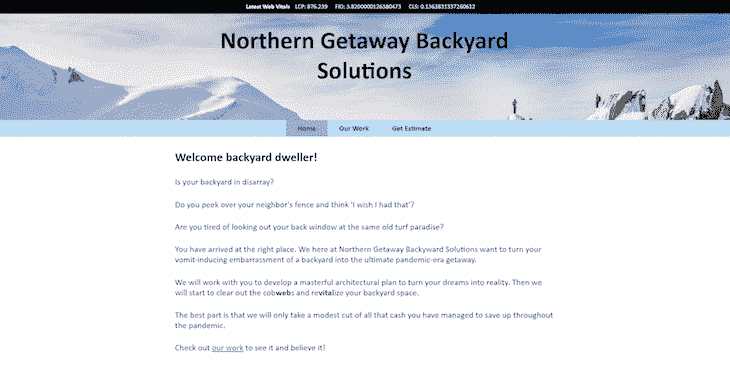 Latest Web Vitals LCP: 876.239 FID: 3.8200000126380473 CLS: 0.1363831337260612
Northern Getaway Backyard
Solutions
Home Our Work Get Estimate
Welcome backyard dweller!
Is your backyard in disarray?
Do you peek over your neighbor's fence and think 'I wish I had that'?
Are you tired of looking out your back window at the same old turf paradise?
You have arrived at the right place. We here at Northern Getaway Backyward Solutions want to turn your
vomit-inducing embarrassment of a backyard into the ultimate pandemic-era getaway.
We will work with you to develop a masterful architectural plan to turn your dreams into reality. Then we
will start to clear out the cobwebs and revitalize your backyard space.
The best part is that we will only take a modest cut of all that cash you have managed to save up throughout
the pandemic.
Check out our work to see it and believe it!